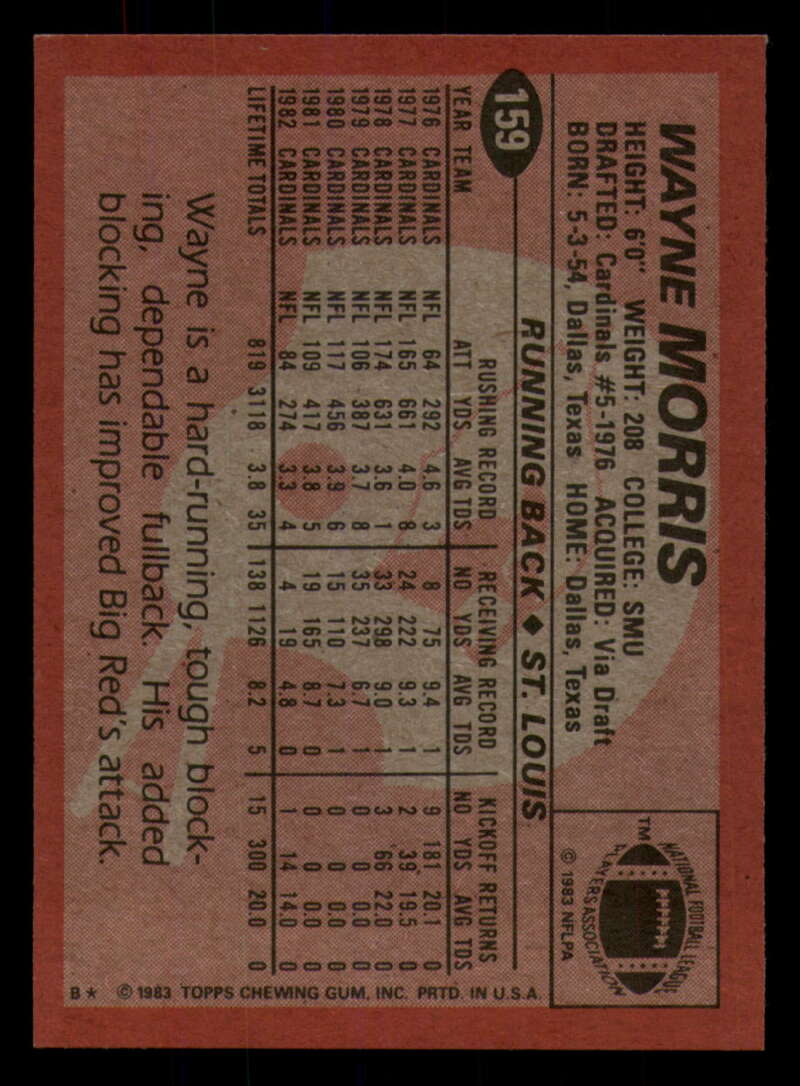 WAYNE MORRIS
HEIGHT: 6'0" WEIGHT: 208 COLLEGE: SMU
DRAFTED: Cardinals #5-1976 ACQUIRED: Via Draft
BORN: 5-3-54, Dallas, Texas HOME: Dallas, Texas
NATIONAL FOOTBALL LEAGUE
PLAYERS ASSOCIATION
TM
© 1983 NFLPA
159
RUNNING BACK ♦ ST. LOUIS
RUSHING RECORD RECEIVING RECORD KICKOFF RETURNS
YEAR TEAM ATT YDS AVG TDS NO YDS AVG TDS NO YDS AVG TDS
1976 CARDINALS NFL 64 292 4.6 3 8 75 9.4 1 9 181 20.1 0
1977 CARDINALS NFL 165 661 4.0 8 24 222 9.3 1 2 39 19.5 0
1978 CARDINALS NFL 174 631 3.6 1 33 298 9.0 1 3 66 22.0 0
1979 CARDINALS NFL 106 387 3.7 8 35 237 6.7 1 0 0 0.0 0
1980 CARDINALS NFL 117 456 3.9 6 15 110 7.3 1 0 0 0.0 0
1981 CARDINALS NFL 109 417 3.8 5 19 165 8.7 0 0 0 0.0 0
1982 CARDINALS NFL 84 274 3.3 4 4 19 4.8 0 1 14 14.0 0
LIFETIME TOTALS 819 3118 3.8 35 138 1126 8.2 5 15 300 20.0 0
Wayne is a hard-running, tough block-
ing, dependable fullback. His added
blocking has improved Big Red's attack.
B★ © 1983 TOPPS CHEWING GUM, INC. PRTD. IN U.S.A.